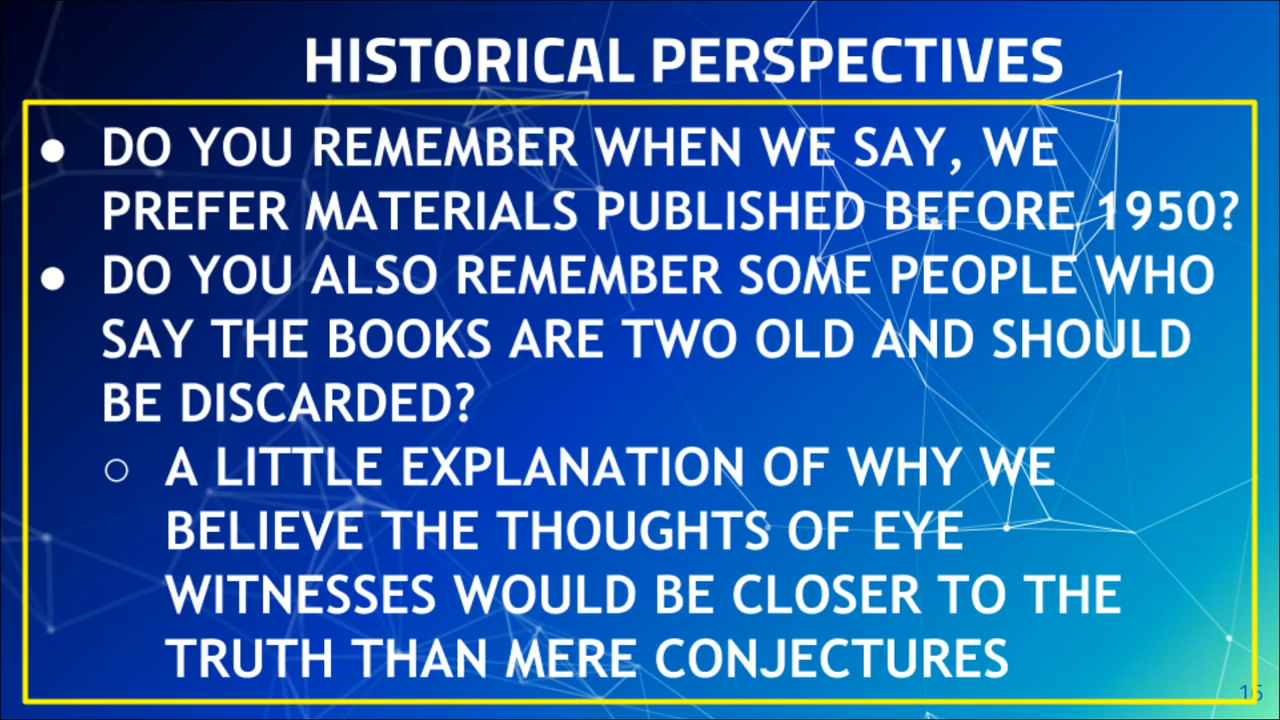 HISTORICAL PERSPECTIVES
● DO YOU REMEMBER WHEN WE SAY, WE
PREFER MATERIALS PUBLISHED BEFORE 1950?
● DO YOU ALSO REMEMBER SOME PEOPLE WHO
SAY THE BOOKS ARE TWO OLD AND SHOULD
BE DISCARDED?
○ A LITTLE EXPLANATION OF WHY WE
BELIEVE THE THOUGHTS OF EYE
WITNESSES WOULD BE CLOSER TO THE
TRUTH THAN MERE CONJECTURES
16